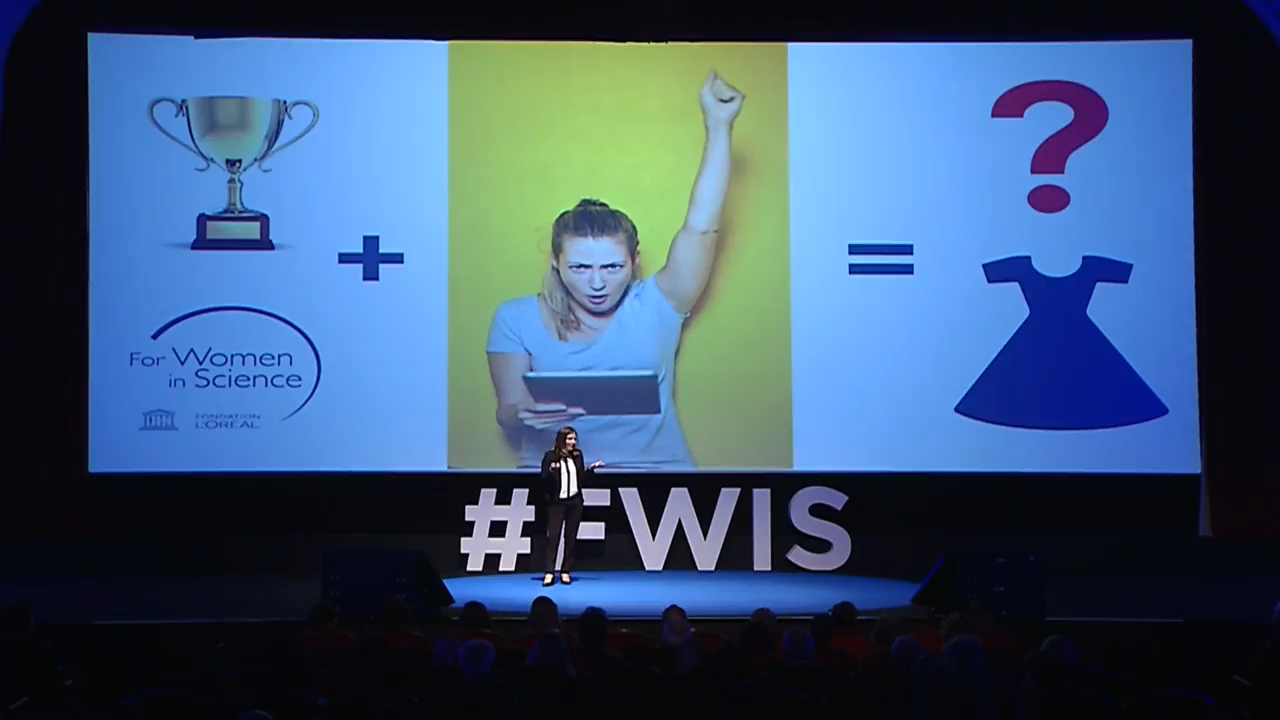 ?
+
=
For Women
in Science
FONDATION
L'ORÉAL
#FWIS